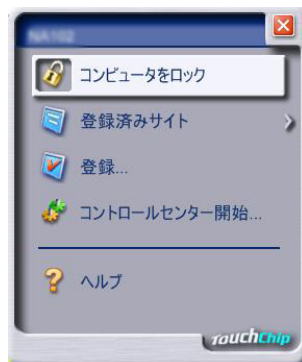 NA102
コンピュータをロック
登録済みサイト
登録...
コントロールセンター開始...
ヘルプ
TouchChip